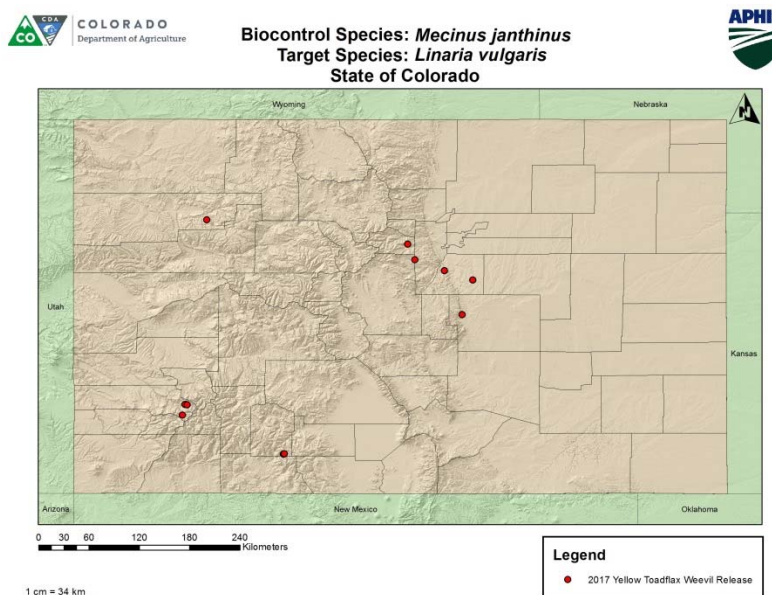 CO
CDA
COLORADO
Department of Agriculture
Biocontrol Species: Mecinus janthinus
Target Species: Linaria vulgaris
State of Colorado
APHI
Wyoming
Nebraska
N
Utah
Kansas
Arizona
New Mexico
Oklahoma
0 30 60 120 180 240
Kilometers
1 cm = 34 km
Legend
2017 Yellow Toadflax Weevil Release